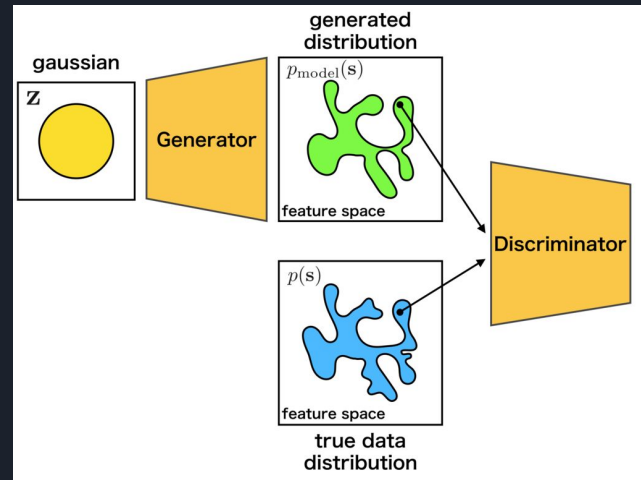 gaussian
z
Generator
generated
distribution
p_model(s)
feature space
Discriminator
p(s)
feature space
true data
distribution